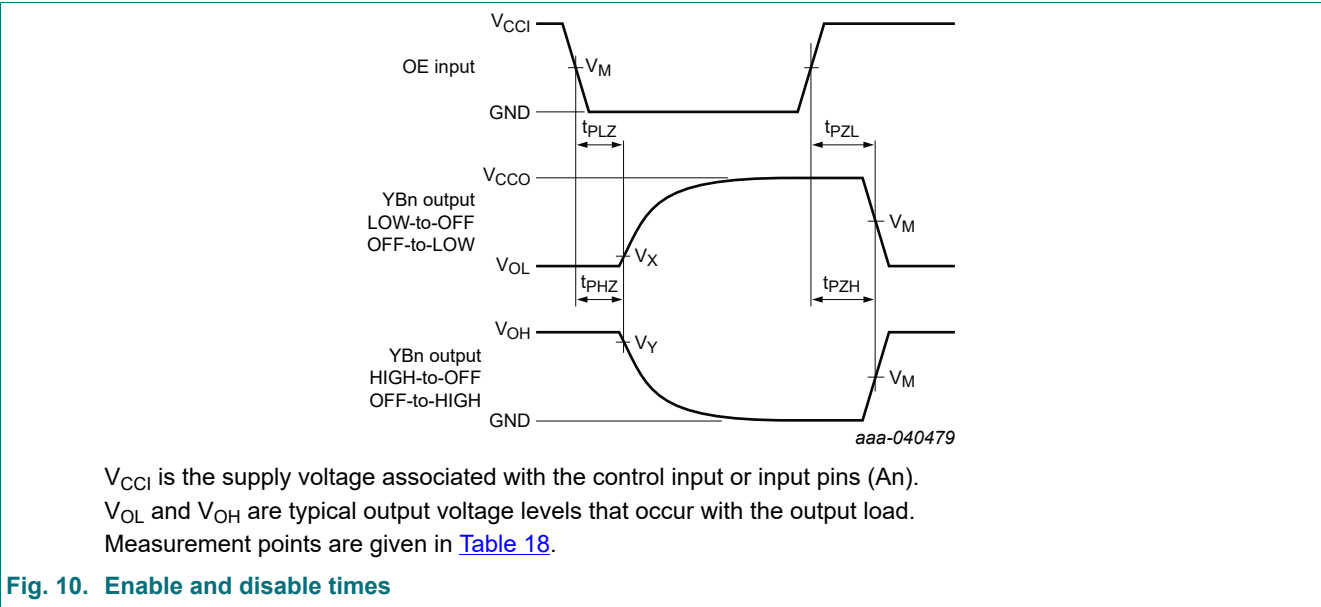 VCCI
OE input
VM
GND
tPLZ
tPZL
VCCO
YBn output
LOW-to-OFF
OFF-to-LOW
VM
VX
VOL
tPHZ
tPZH
VOH
VY
YBn output
HIGH-to-OFF
OFF-to-HIGH
VM
GND
aaa-040479
VCCI is the supply voltage associated with the control input or input pins (An).
VOL and VOH are typical output voltage levels that occur with the output load.
Measurement points are given in Table 18.
Fig. 10. Enable and disable times